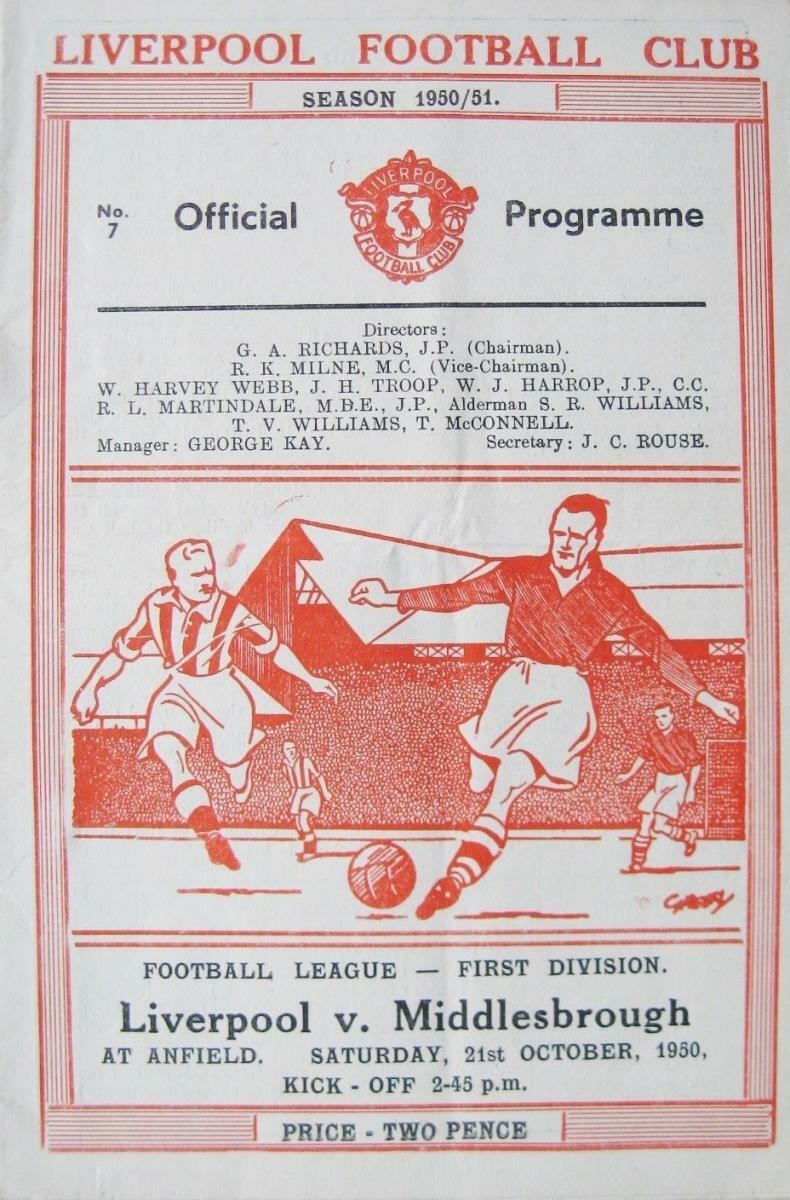 LIVERPOOL FOOTBALL CLUB
SEASON 1950/51.
No. 7
Official Programme
LIVERPOOL
FOOTBALL CLUB
Directors:
G. A. RICHARDS, J.P. (Chairman).
R. K. MILNE, M.C. (Vice-Chairman).
W. HARVEY WEBB, J. H. TROOP, W. J. HARROP, J.P., C.C.
R. L. MARTINDALE, M.B.E., J.P., Alderman S. R. WILLIAMS,
T. V. WILLIAMS, T. McCONNELL.
Manager: GEORGE KAY. Secretary: J. C. ROUSE.
FOOTBALL LEAGUE — FIRST DIVISION.
Liverpool v. Middlesbrough
AT ANFIELD. SATURDAY, 21st OCTOBER, 1950,
KICK - OFF 2-45 p.m.
PRICE - TWO PENCE